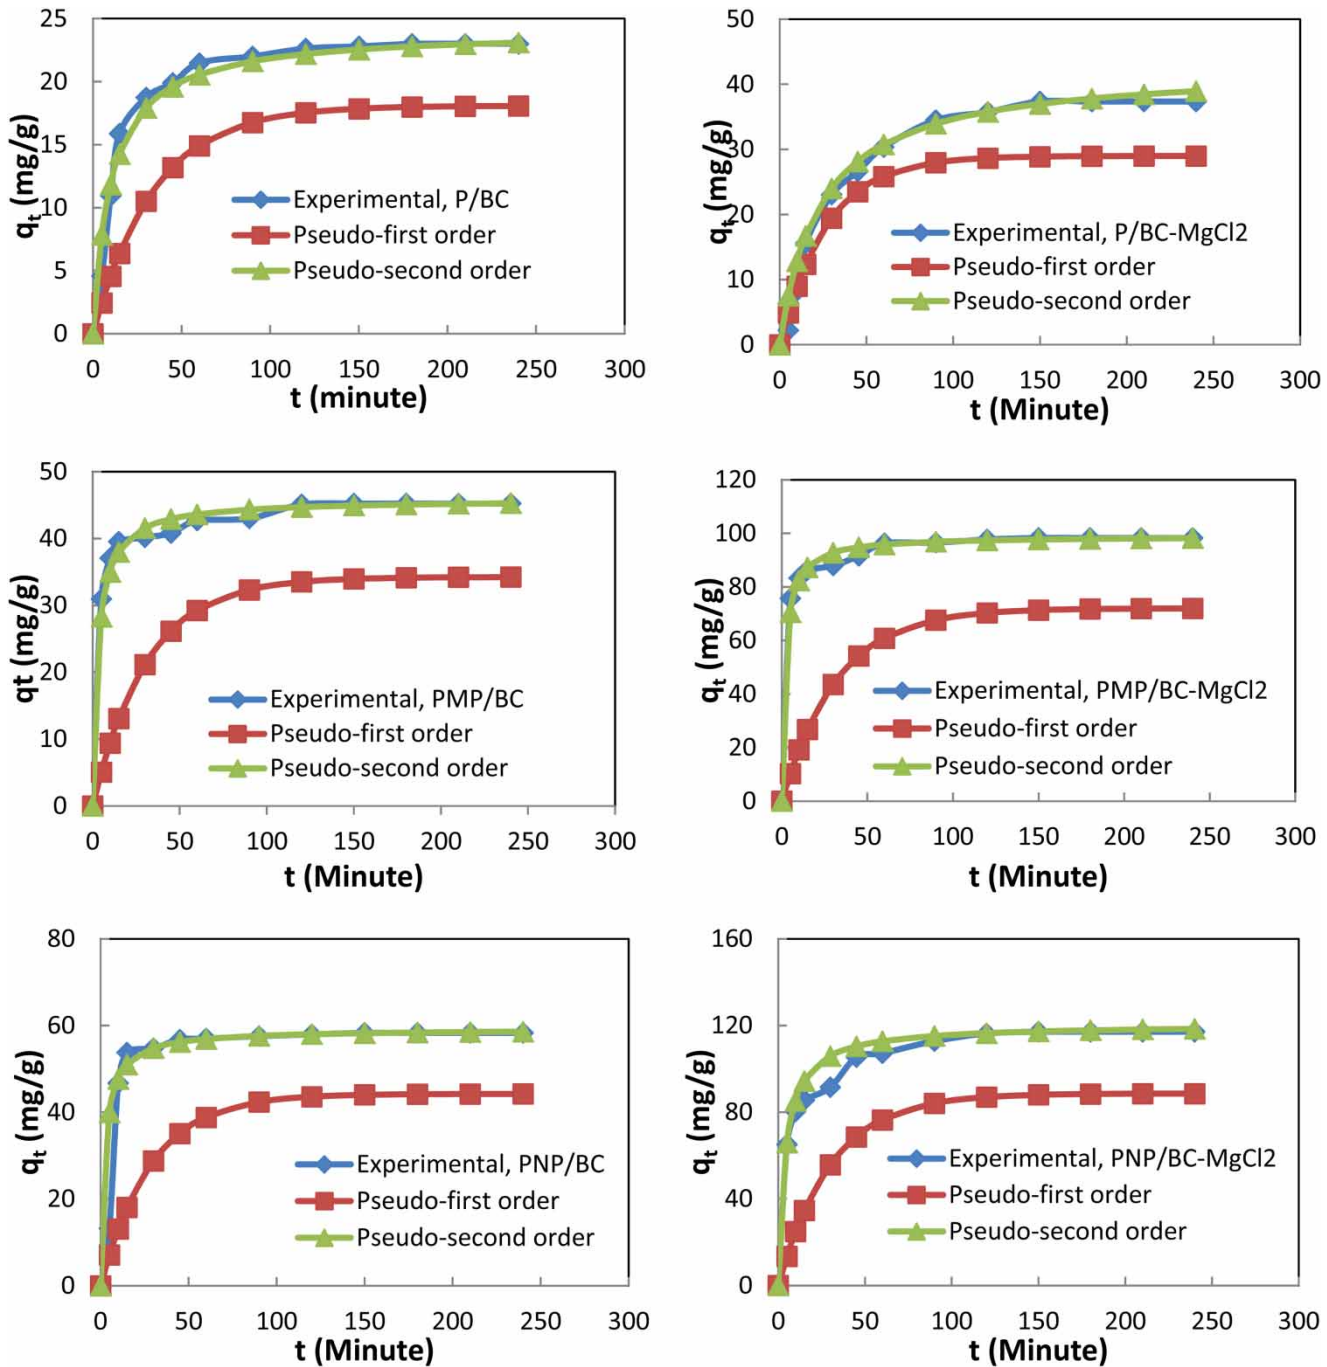 25
20
15
10
5
0
qt (mg/g)
Experimental, P/BC
Pseudo-first order
Pseudo-second order
0 50 100 150 200 250 300
t (minute)
50
40
30
20
10
0
qt (mg/g)
Experimental, P/BC-MgCl2
Pseudo-first order
Pseudo-second order
0 50 100 150 200 250 300
t (Minute)
50
40
30
20
10
0
qt (mg/g)
Experimental, PMP/BC
Pseudo-first order
Pseudo-second order
0 50 100 150 200 250 300
t (Minute)
120
100
80
60
40
20
0
qt (mg/g)
Experimental, PMP/BC-MgCl2
Pseudo-first order
Pseudo-second order
0 50 100 150 200 250 300
t (Minute)
80
60
40
20
0
qt (mg/g)
Experimental, PNP/BC
Pseudo-first order
Pseudo-second order
0 50 100 150 200 250 300
t (Minute)
160
120
80
40
0
qt (mg/g)
Experimental, PNP/BC-MgCl2
Pseudo-first order
Pseudo-second order
0 50 100 150 200 250 300
t (Minute)